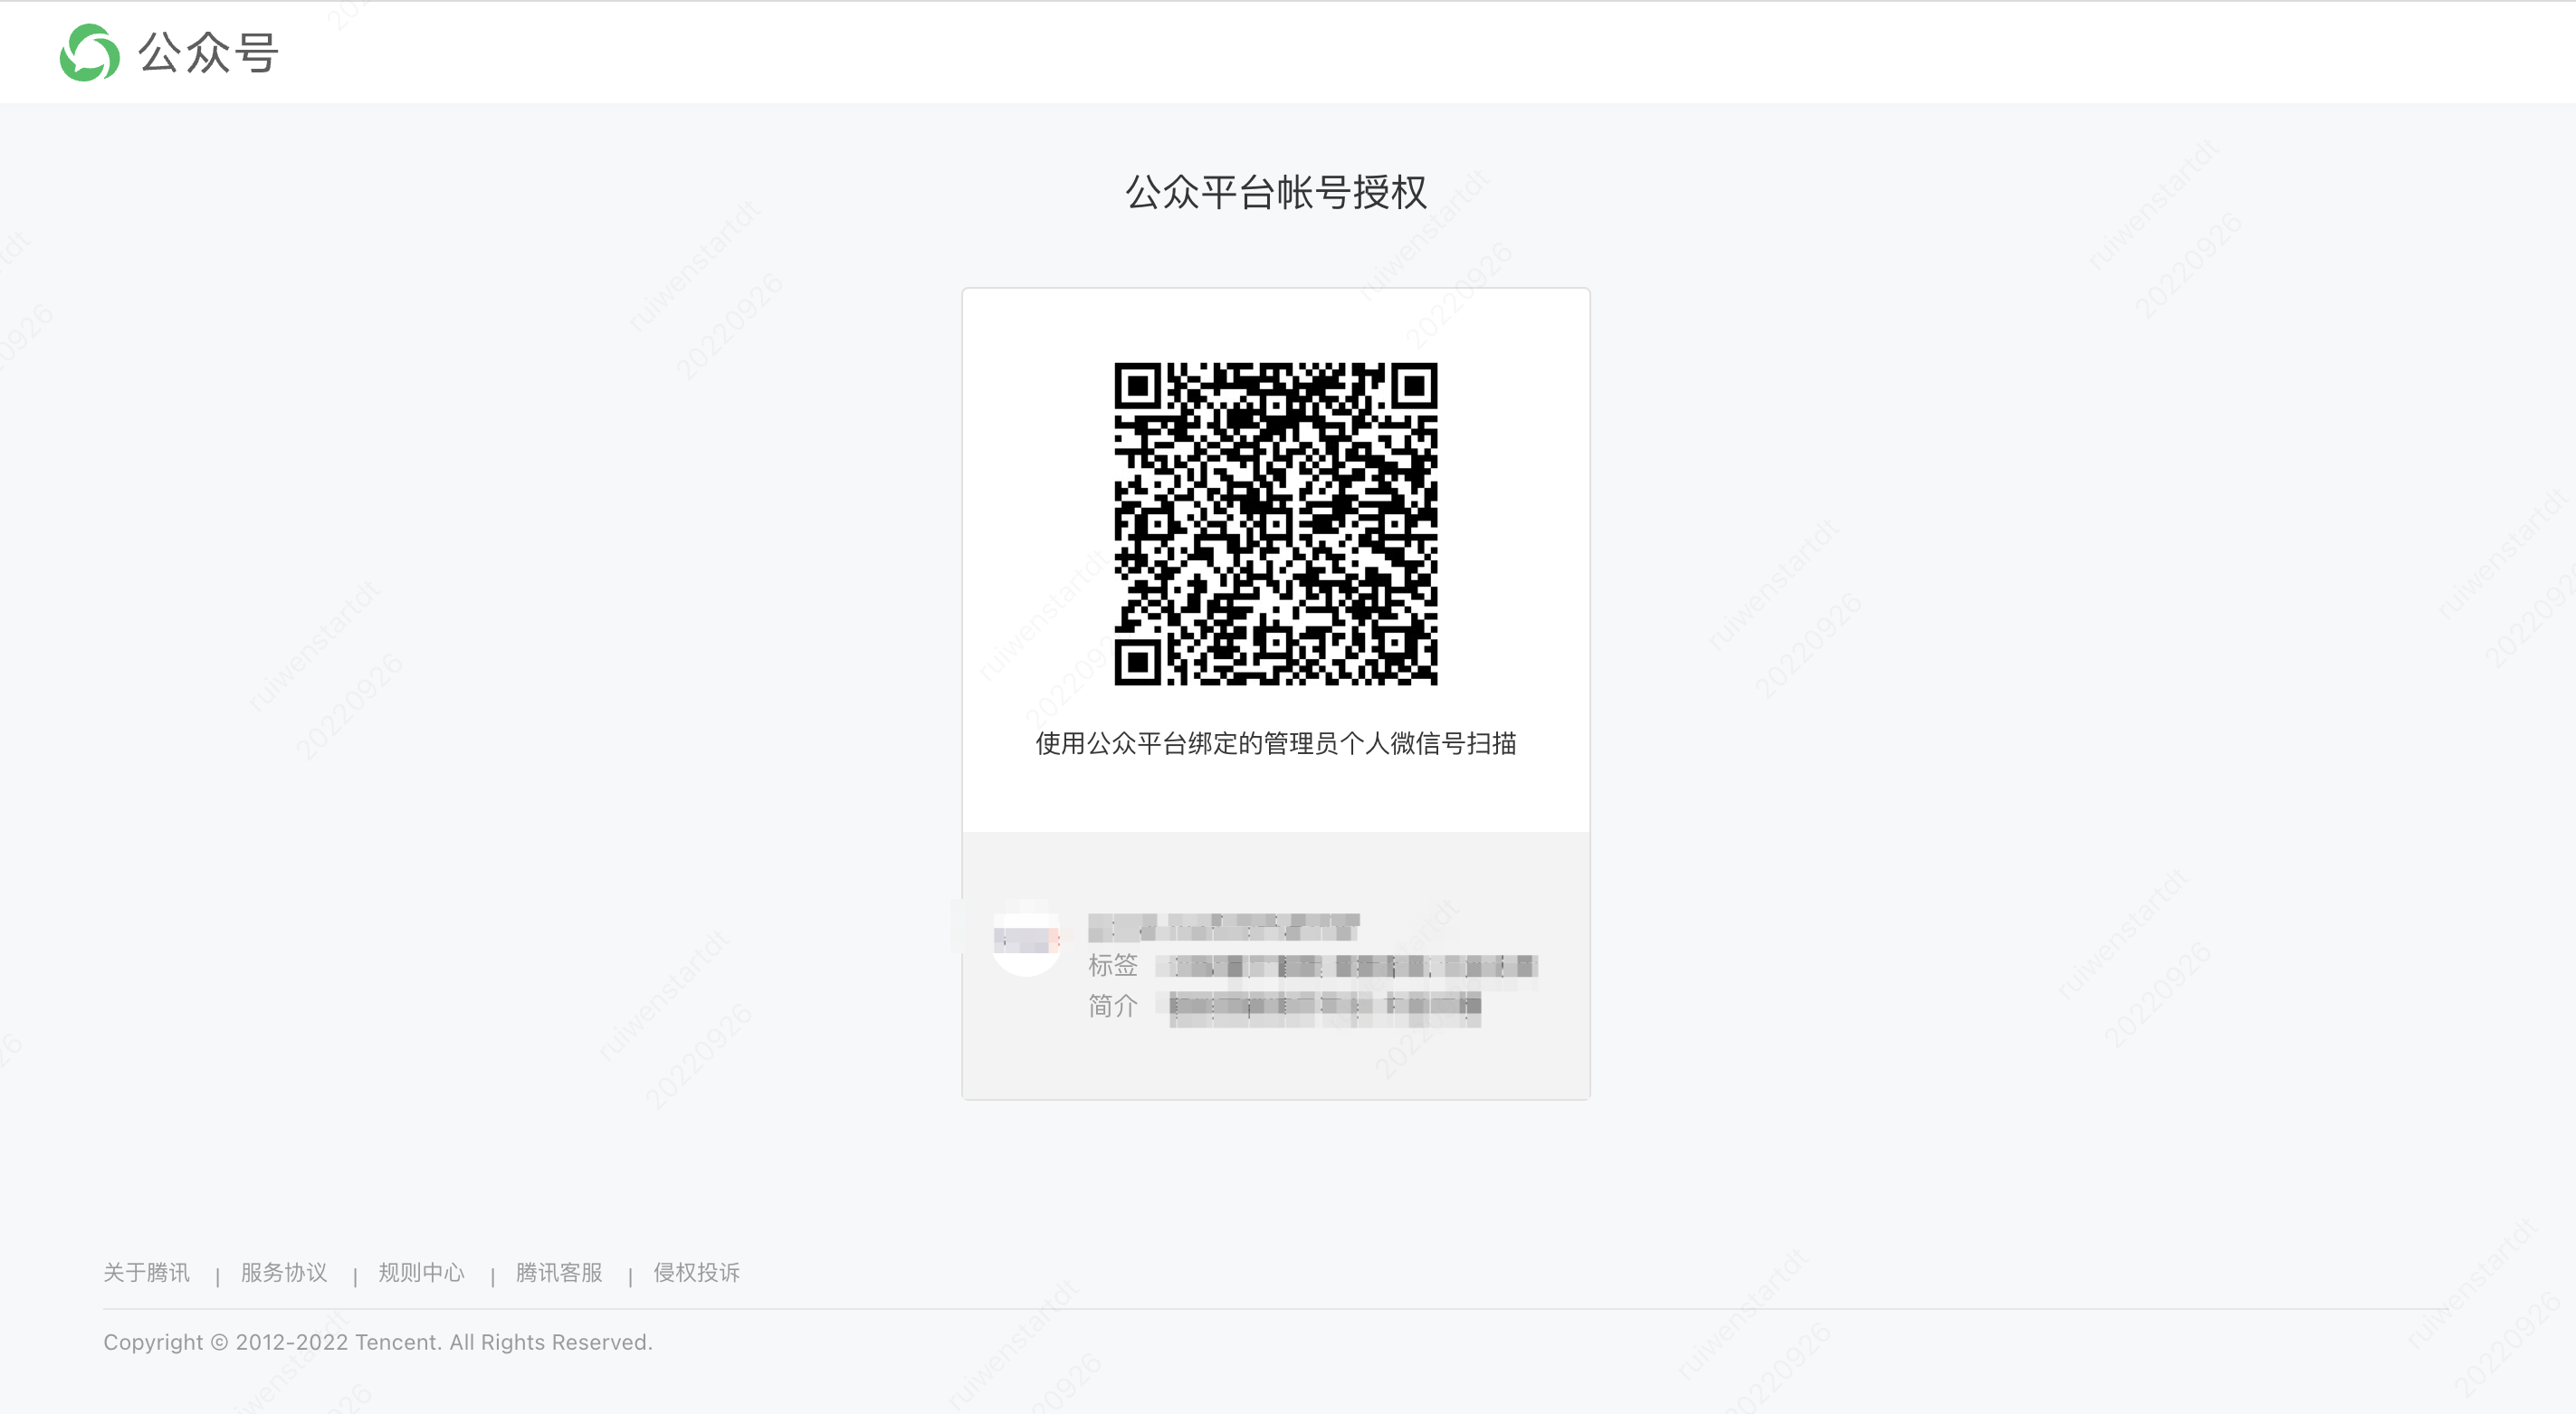 公众号
公众平台帐号授权
使用公众平台绑定的管理员个人微信号扫描
标签
简介
关于腾讯 | 服务协议 | 规则中心 | 腾讯客服 | 侵权投诉
Copyright © 2012-2022 Tencent. All Rights Reserved.
ruiwenstartdt
20220926